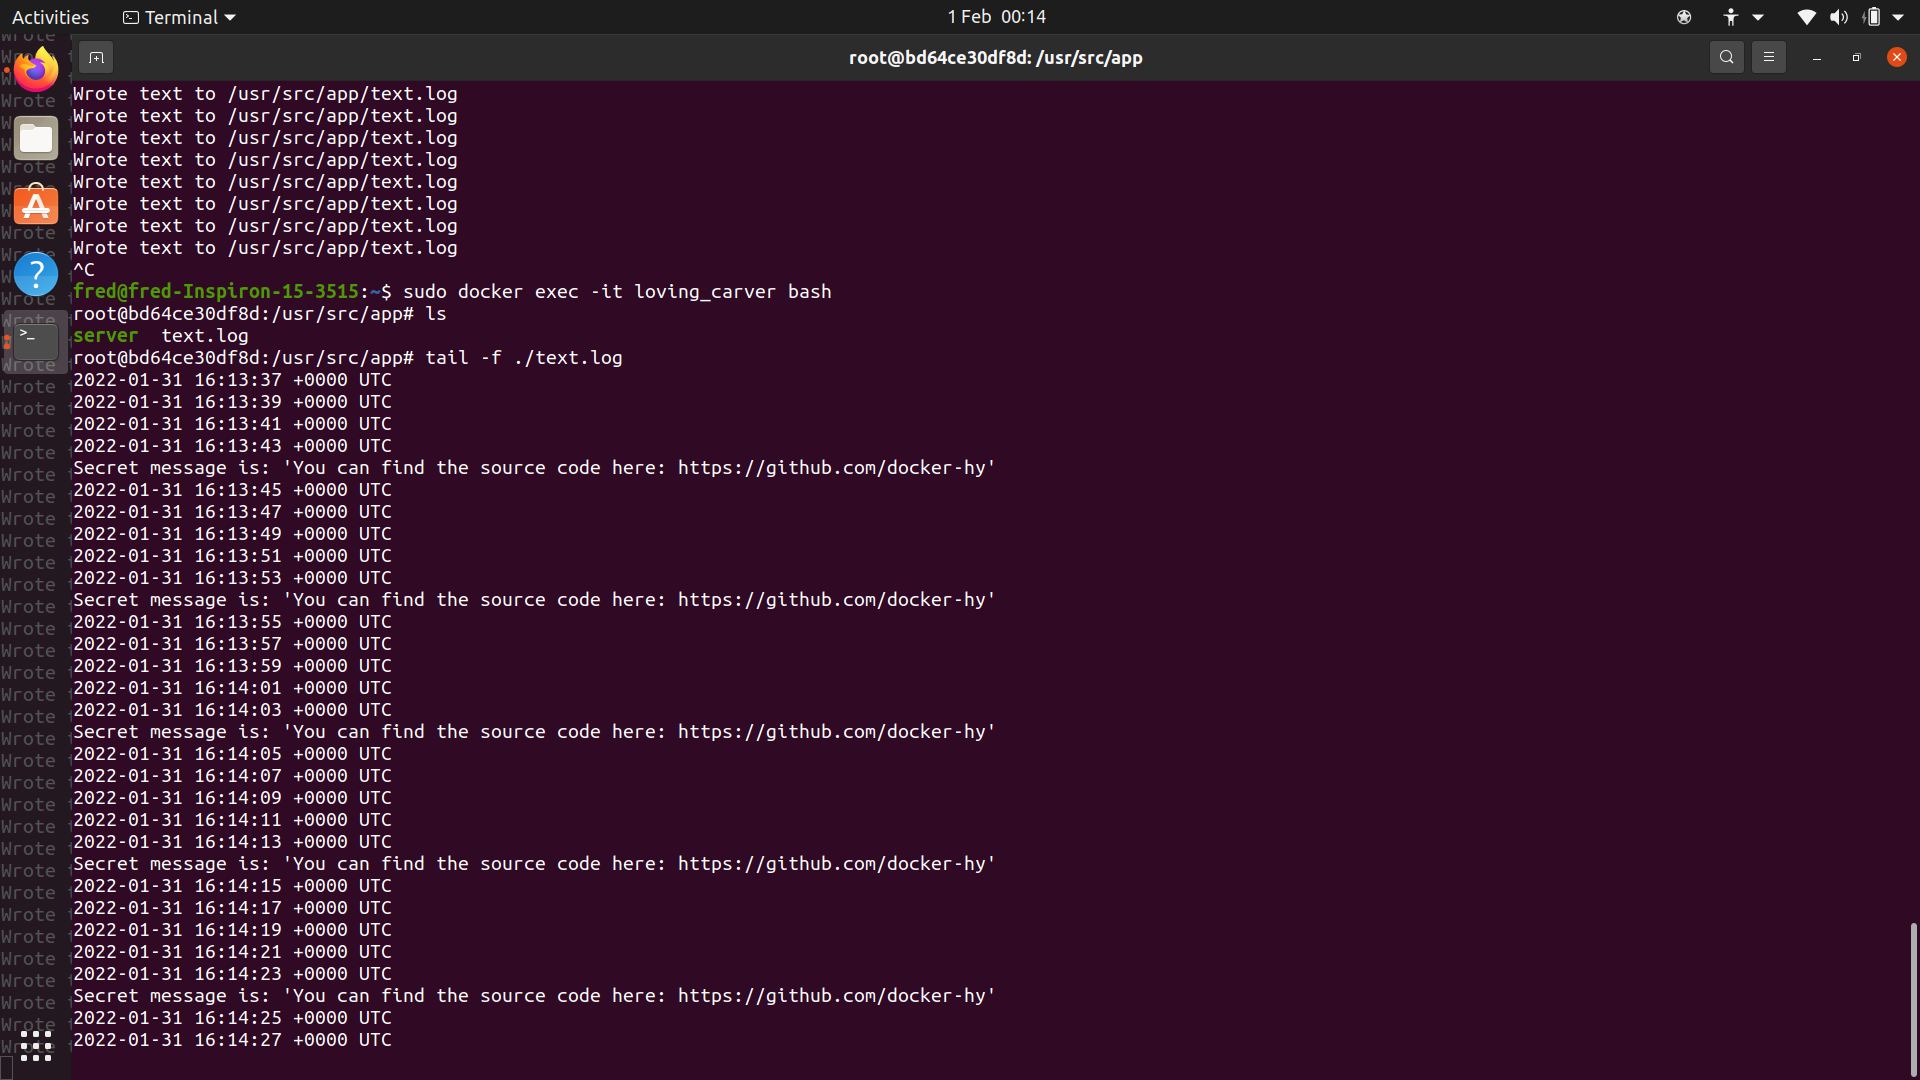 Activities
Terminal
1 Feb 00:14
root@bd64ce30df8d: /usr/src/app
Wrote text to /usr/src/app/text.log
Wrote text to /usr/src/app/text.log
Wrote text to /usr/src/app/text.log
Wrote text to /usr/src/app/text.log
Wrote text to /usr/src/app/text.log
Wrote text to /usr/src/app/text.log
Wrote text to /usr/src/app/text.log
Wrote text to /usr/src/app/text.log
^C
fred@fred-Inspiron-15-3515:~$ sudo docker exec -it loving_carver bash
root@bd64ce30df8d:/usr/src/app# ls
server  text.log
root@bd64ce30df8d:/usr/src/app# tail -f ./text.log
2022-01-31 16:13:37 +0000 UTC
2022-01-31 16:13:39 +0000 UTC
2022-01-31 16:13:41 +0000 UTC
2022-01-31 16:13:43 +0000 UTC
Secret message is: 'You can find the source code here: https://github.com/docker-hy'
2022-01-31 16:13:45 +0000 UTC
2022-01-31 16:13:47 +0000 UTC
2022-01-31 16:13:49 +0000 UTC
2022-01-31 16:13:51 +0000 UTC
2022-01-31 16:13:53 +0000 UTC
Secret message is: 'You can find the source code here: https://github.com/docker-hy'
2022-01-31 16:13:55 +0000 UTC
2022-01-31 16:13:57 +0000 UTC
2022-01-31 16:13:59 +0000 UTC
2022-01-31 16:14:01 +0000 UTC
2022-01-31 16:14:03 +0000 UTC
Secret message is: 'You can find the source code here: https://github.com/docker-hy'
2022-01-31 16:14:05 +0000 UTC
2022-01-31 16:14:07 +0000 UTC
2022-01-31 16:14:09 +0000 UTC
2022-01-31 16:14:11 +0000 UTC
2022-01-31 16:14:13 +0000 UTC
Secret message is: 'You can find the source code here: https://github.com/docker-hy'
2022-01-31 16:14:15 +0000 UTC
2022-01-31 16:14:17 +0000 UTC
2022-01-31 16:14:19 +0000 UTC
2022-01-31 16:14:21 +0000 UTC
2022-01-31 16:14:23 +0000 UTC
Secret message is: 'You can find the source code here: https://github.com/docker-hy'
2022-01-31 16:14:25 +0000 UTC
2022-01-31 16:14:27 +0000 UTC